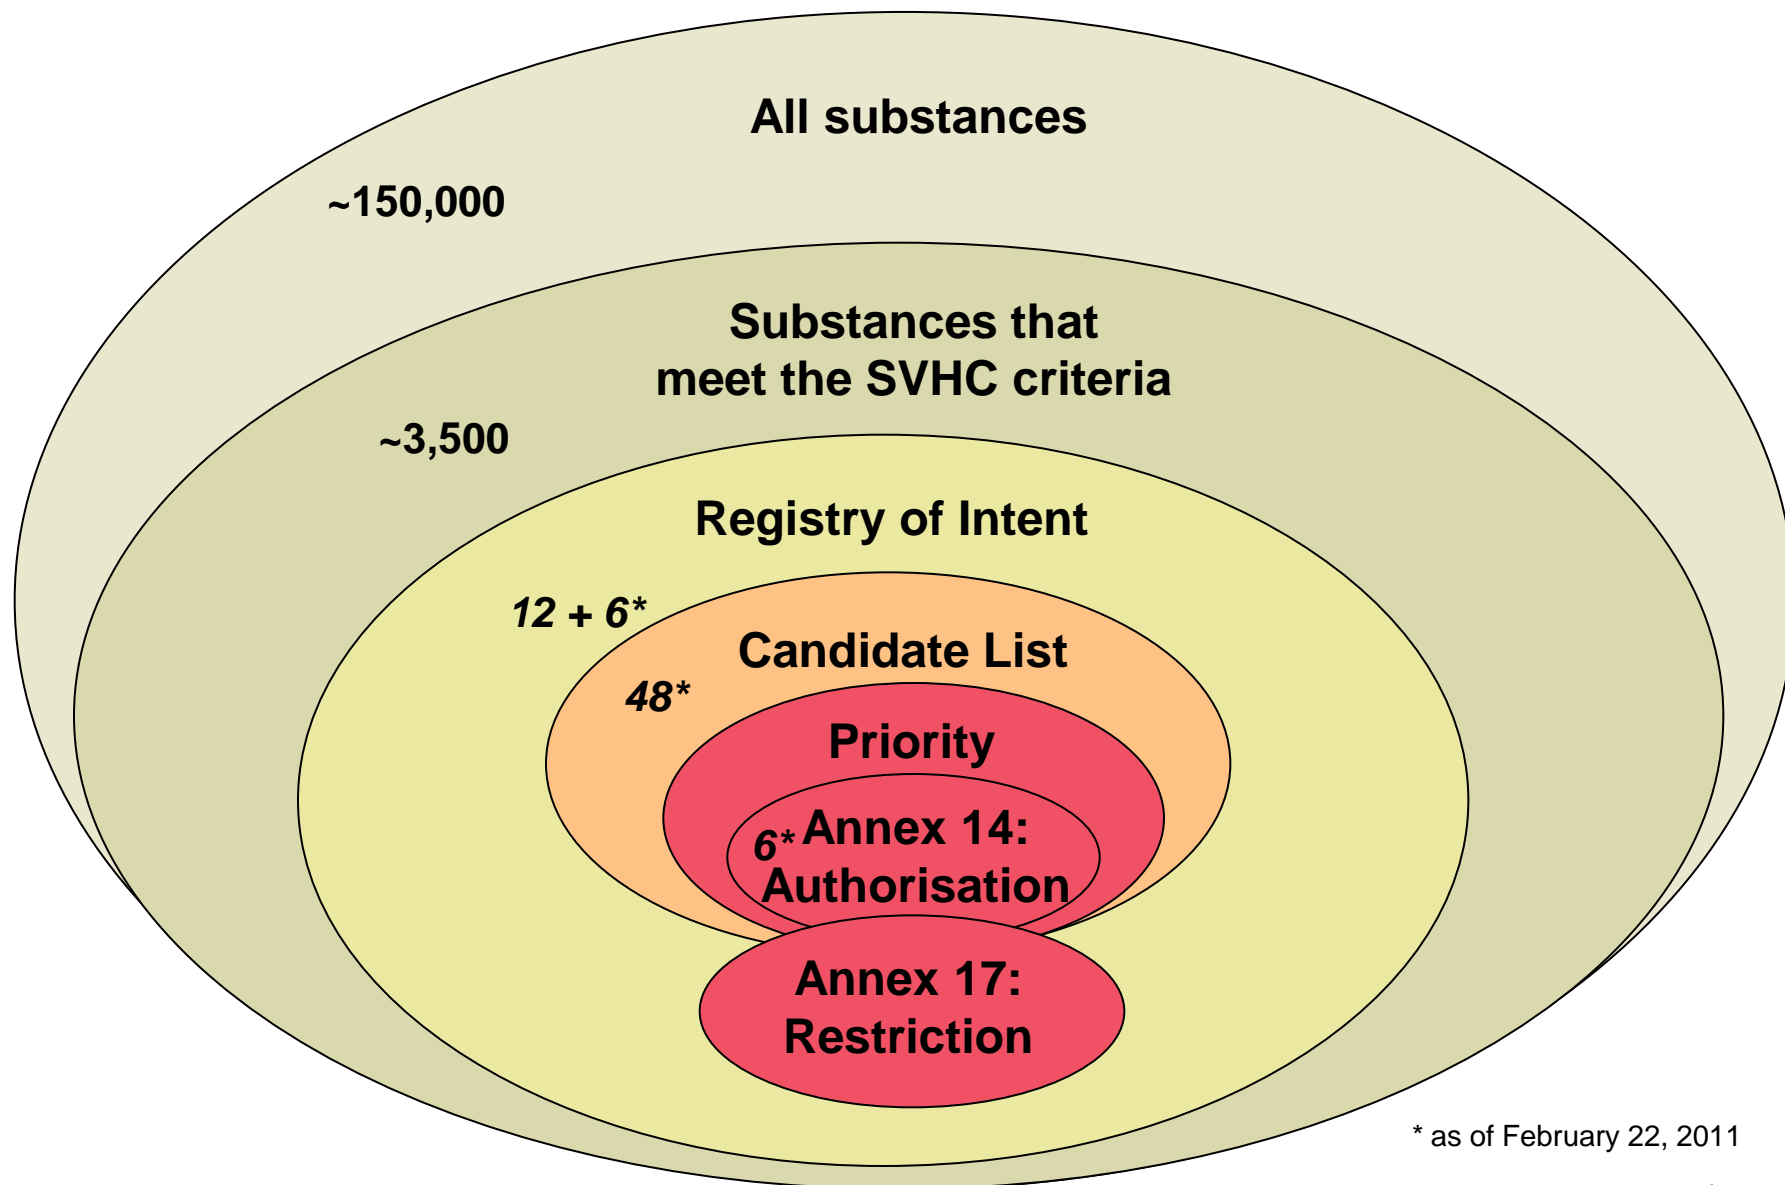 All substances
~150,000
Substances that
meet the SVHC criteria
~3,500
Registry of Intent
12 + 6*
Candidate List
48*
Priority
6* Annex 14:
Authorisation
Annex 17:
Restriction
* as of February 22, 2011